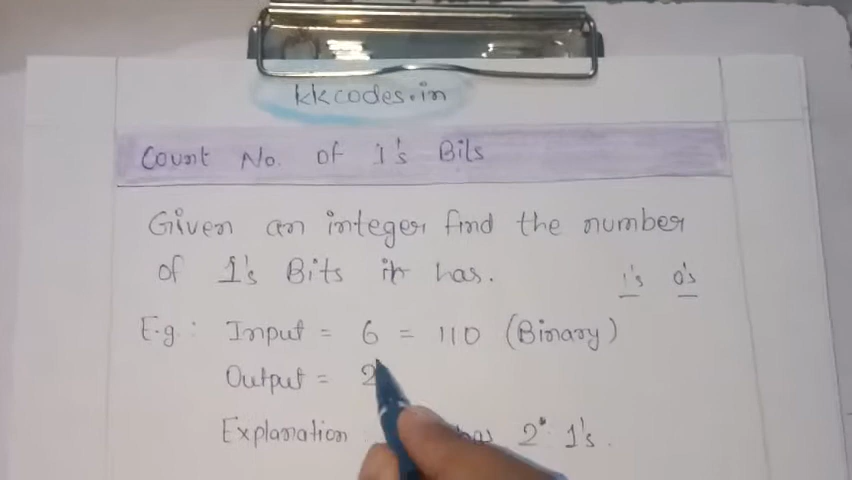 kkcodes.in
Count No. of 1's Bits
Given an integer find the number
of 1's Bits it has.
1's 0's
E.g: Input = 6 = 110 (Binary)
Output = 2
Explanation has 2 1's.